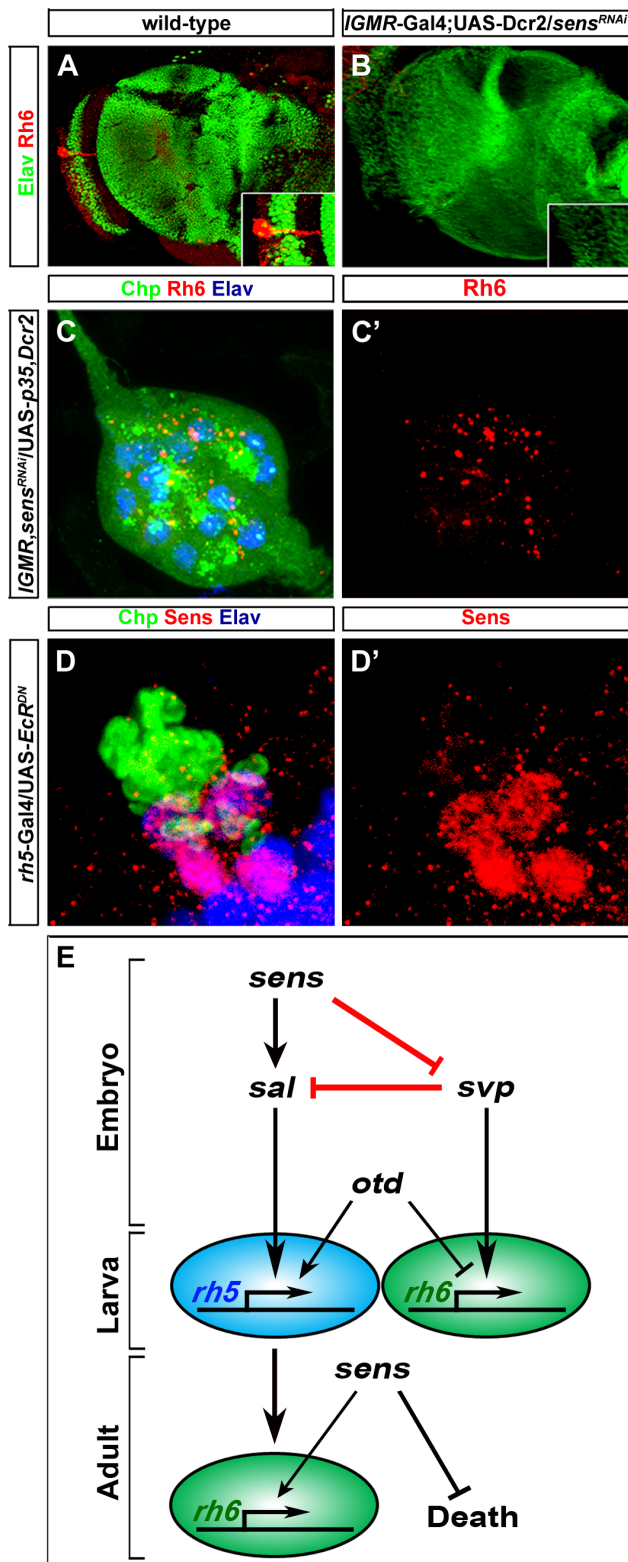 wild-type
lGMR-Gal4;UAS-Dcr2/sensRNAi
Elav Rh6
A
B
Chp Rh6 Elav
Rh6
lGMR,sensRNAi/UAS-p35,Dcr2
C
C'
Chp Sens Elav
Sens
rh5-Gal4/UAS-EcRDN
D
D'
E
Embryo
sens
sal
svp
otd
Larva
rh5
rh6
Adult
sens
rh6
Death